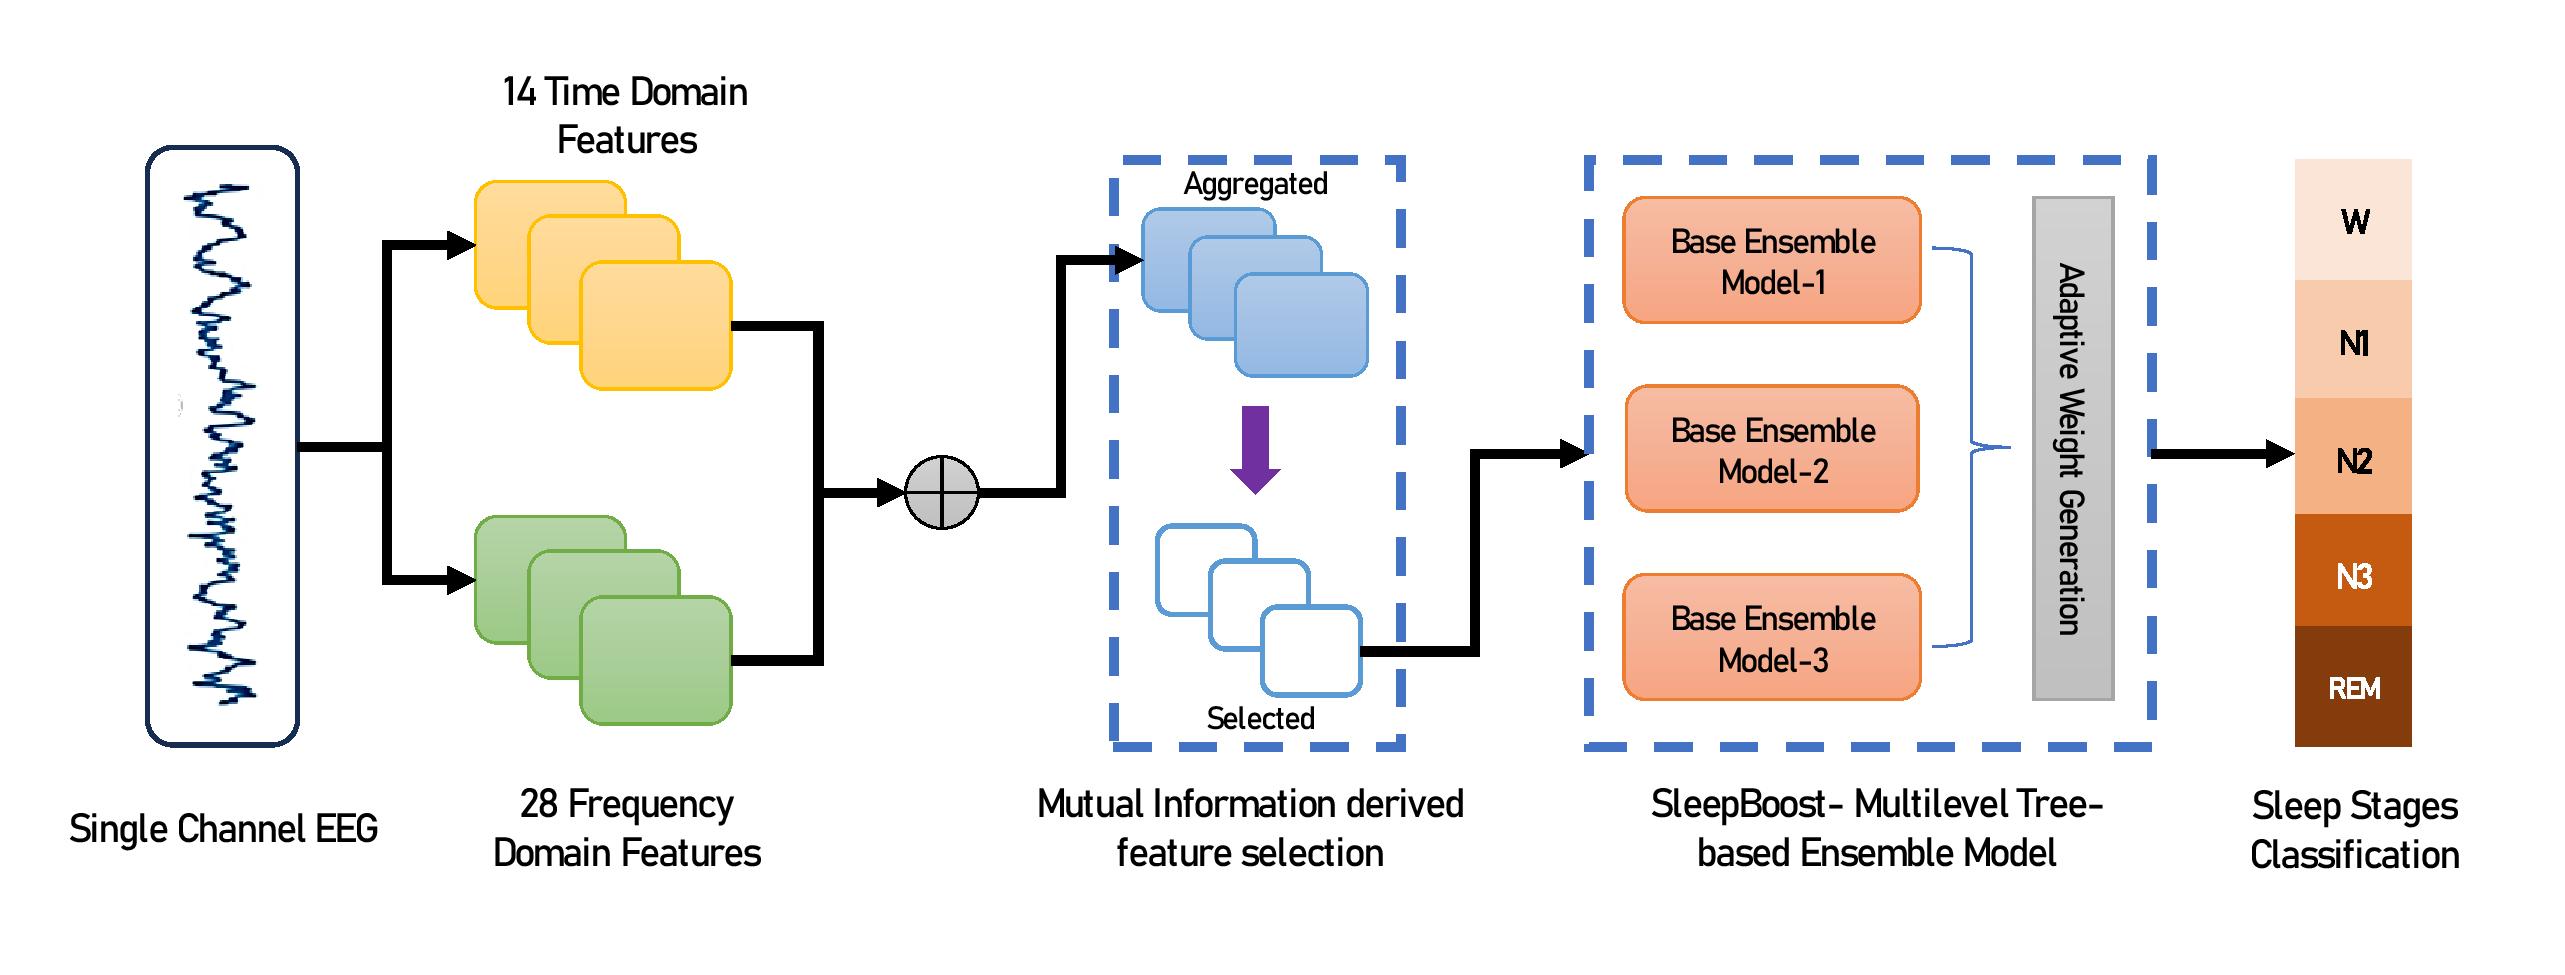 14 Time Domain
Features
Single Channel EEG
28 Frequency
Domain Features
Aggregated
Selected
Mutual Information derived
feature selection
Base Ensemble
Model-1
Base Ensemble
Model-2
Base Ensemble
Model-3
Adaptive Weight Generation
SleepBoost- Multilevel Tree-
based Ensemble Model
W
N1
N2
N3
REM
Sleep Stages
Classification